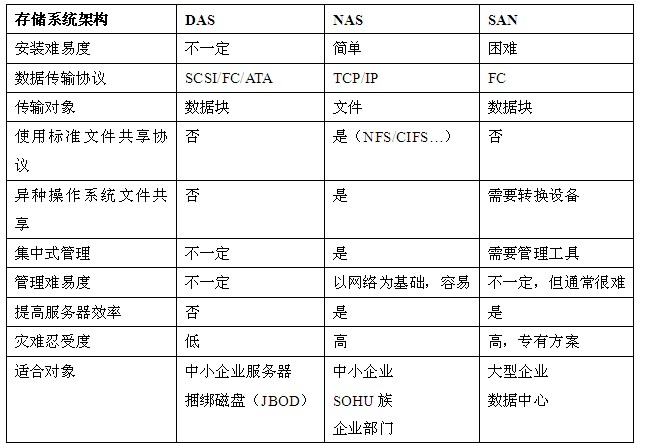 存储系统架构 DAS NAS SAN
安装难易度 不一定 简单 困难
数据传输协议 SCSI/FC/ATA TCP/IP FC
传输对象 数据块 文件 数据块
使用标准文件共享协 否 是（NFS/CIFS…） 否
议
异种操作系统文件共 否 是 需要转换设备
享
集中式管理 不一定 是 需要管理工具
管理难易度 不一定 以网络为基础，容易 不一定，但通常很难
提高服务器效率 否 是 是
灾难忍受度 低 高 高，专有方案
适合对象 中小企业服务器 中小企业 大型企业
捆绑磁盘（JBOD） SOHU 族 数据中心
企业部门